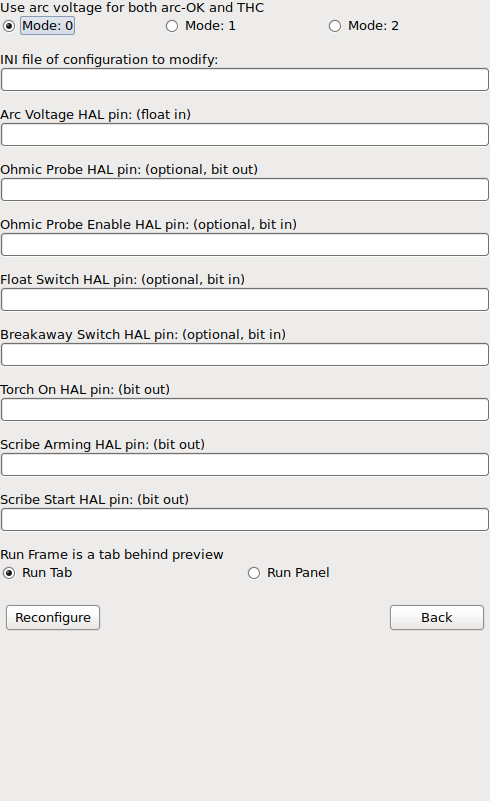 Use arc voltage for both arc-OK and THC
Mode: 0 Mode: 1 Mode: 2
INI file of configuration to modify:
Arc Voltage HAL pin: (float in)
Ohmic Probe HAL pin: (optional, bit out)
Ohmic Probe Enable HAL pin: (optional, bit in)
Float Switch HAL pin: (optional, bit in)
Breakaway Switch HAL pin: (optional, bit in)
Torch On HAL pin: (bit out)
Scribe Arming HAL pin: (bit out)
Scribe Start HAL pin: (bit out)
Run Frame is a tab behind preview
Run Tab Run Panel
Reconfigure Back